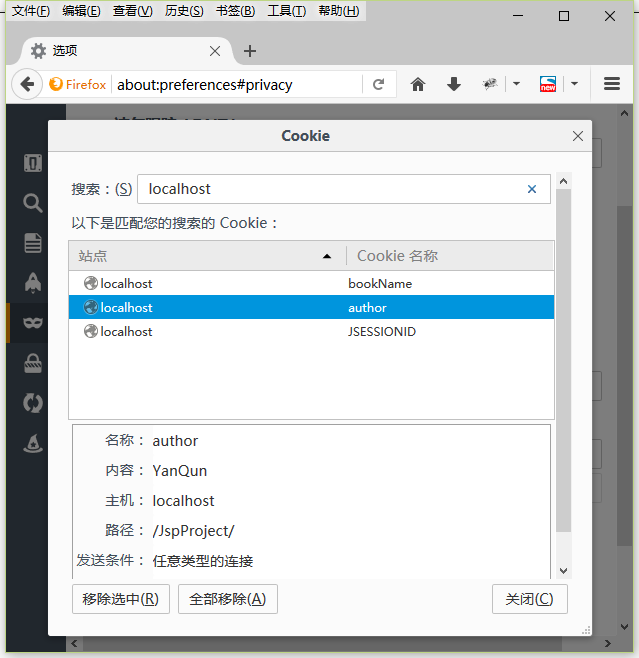 文件(F) 编辑(E) 查看(V) 历史(S) 书签(B) 工具(T) 帮助(H)
选项
Firefox about:preferences#privacy
new
Cookie
搜索：(S) localhost
以下是匹配您的搜索的 Cookie：
站点 Cookie 名称
localhost bookName
localhost author
localhost JSESSIONID
名称： author
内容： YanQun
主机： localhost
路径： /JspProject/
发送条件： 任意类型的连接
移除选中(R) 全部移除(A) 关闭(C)